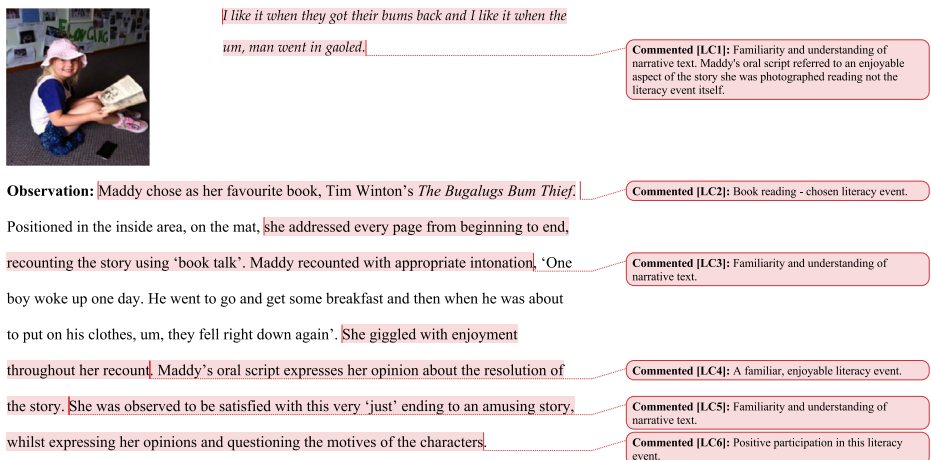 BELONGING
I like it when they got their bums back and I like it when the
um, man went in gaoled.
Commented [LC1]: Familiarity and understanding of
narrative text. Maddy's oral script referred to an enjoyable
aspect of the story she was photographed reading not the
literacy event itself.
Observation: Maddy chose as her favourite book, Tim Winton's The Bugalugs Bum Thief.
Commented [LC2]: Book reading - chosen literacy event.
Positioned in the inside area, on the mat, she addressed every page from beginning to end,
recounting the story using 'book talk'. Maddy recounted with appropriate intonation, 'One
Commented [LC3]: Familiarity and understanding of
narrative text.
boy woke up one day. He went to go and get some breakfast and then when he was about
to put on his clothes, um, they fell right down again'. She giggled with enjoyment
throughout her recount. Maddy's oral script expresses her opinion about the resolution of
Commented [LC4]: A familiar, enjoyable literacy event.
the story. She was observed to be satisfied with this very 'just' ending to an amusing story,
Commented [LC5]: Familiarity and understanding of
narrative text.
whilst expressing her opinions and questioning the motives of the characters.
Commented [LC6]: Positive participation in this literacy
event.